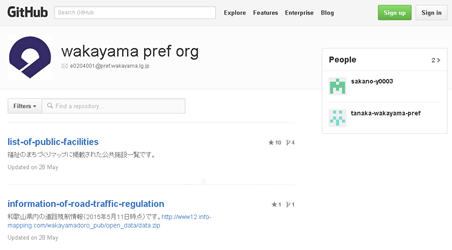 GitHub Search GitHub Explore Features Enterprise Blog Sign up Sign in
wakayama pref org
e0204001@pref.wakayama.lg.jp
People 2 >
sakano-y0003
tanaka-wakayama-pref
Filters Find a repository...
list-of-public-facilities 10 4
福祉のまちづくりマップに掲載された公共施設一覧です。
Updated on 28 May
information-of-road-traffic-regulation 1 1
和歌山県内の道路規制情報(2015年5月11日時点)です。http://www12.info-
mapping.com/wakayamadoro_pub/open_data/data.zip
Updated on 28 May